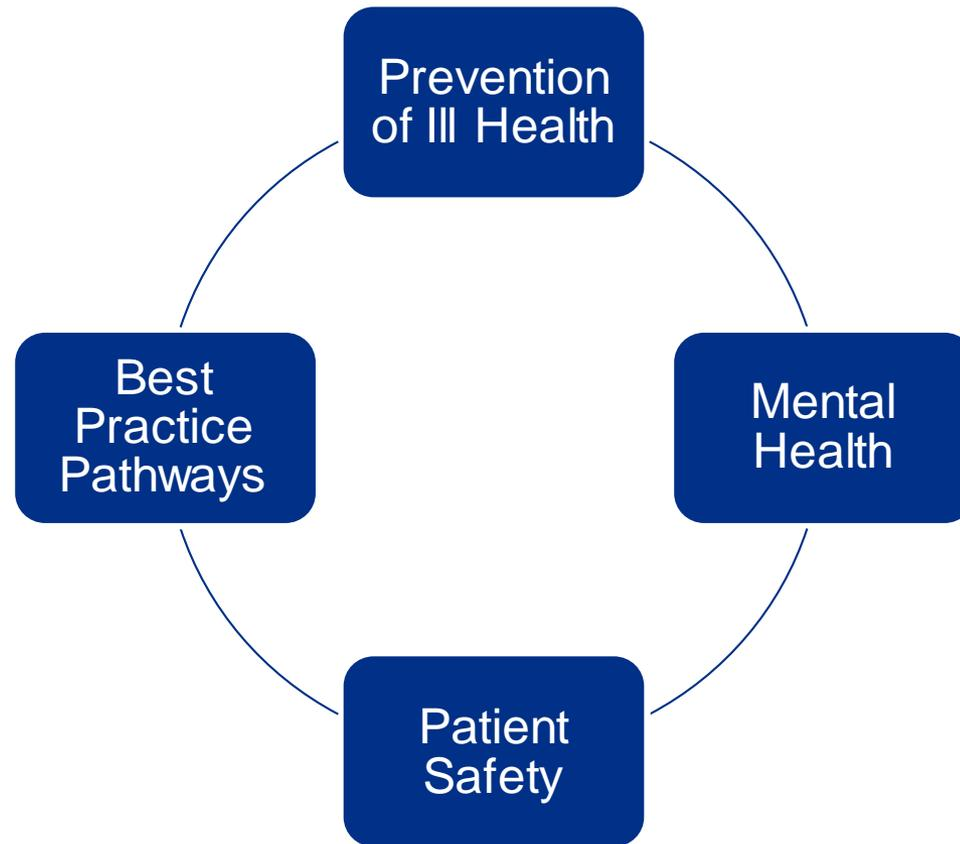 Prevention
of Ill Health
Mental
Health
Patient
Safety
Best
Practice
Pathways